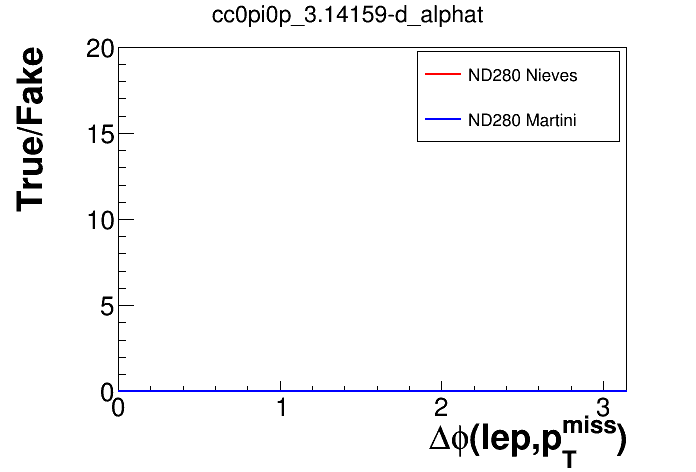 cc0pi0p_3.14159-d_alphat
True/Fake
20
15
10
5
0
ND280 Nieves
ND280 Martini
0 1 2 3
Δϕ(lep,p_T^miss)